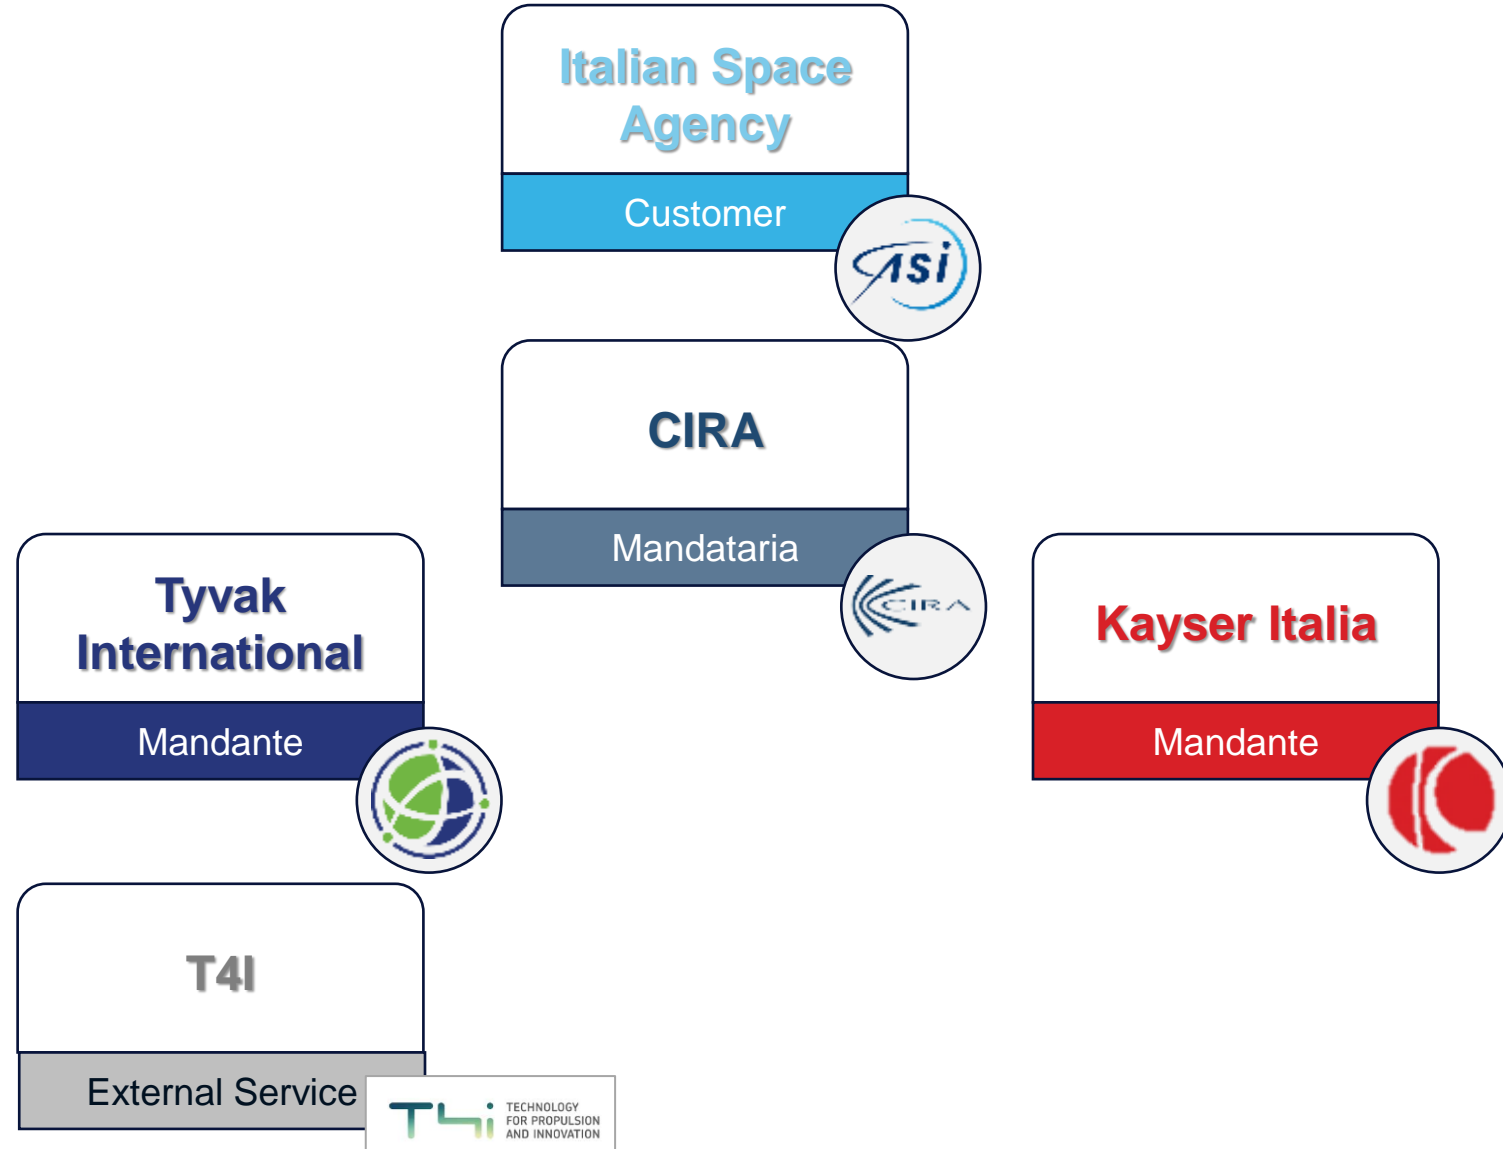 Italian Space
Agency
Customer
asi
CIRA
Mandataria
CIRA
Tyvak
International
Mandante
Kayser Italia
Mandante
T4I
External Service
T4i
TECHNOLOGY
FOR PROPULSION
AND INNOVATION